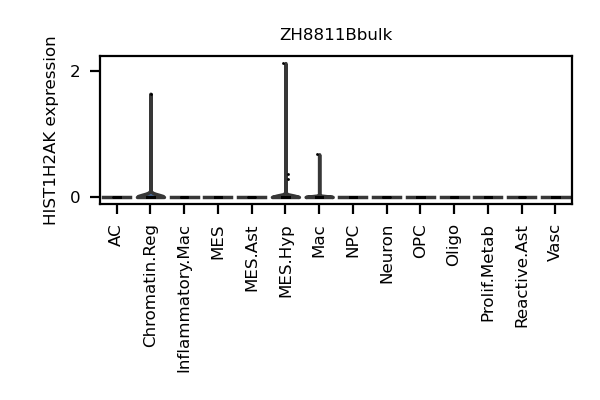 ZH8811Bbulk
HIST1H2AK expression
2
0
AC
Chromatin.Reg
Inflammatory.Mac
MES
MES.Ast
MES.Hyp
Mac
NPC
Neuron
OPC
Oligo
Prolif.Metab
Reactive.Ast
Vasc